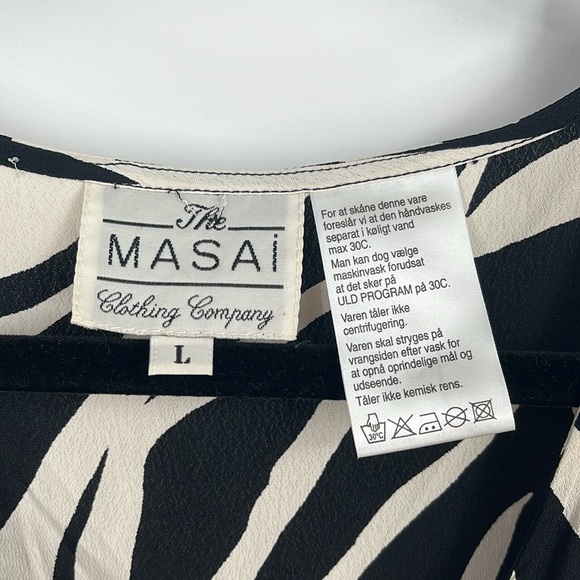 The
MASAi
Clothing Company
L
For at skåne denne vare
foreslår vi at den håndvaskes
separat i køligt vand
max 30C.
Man kan dog vælge
maskinvask forudsat
at det sker på
ULD PROGRAM på 30C.
Varen tåler ikke
centrifugering.
Varen skal stryges på
vrangsiden efter vask for
at opnå oprindelige mål og
udseende.
Tåler ikke kemisk rens.
30°C